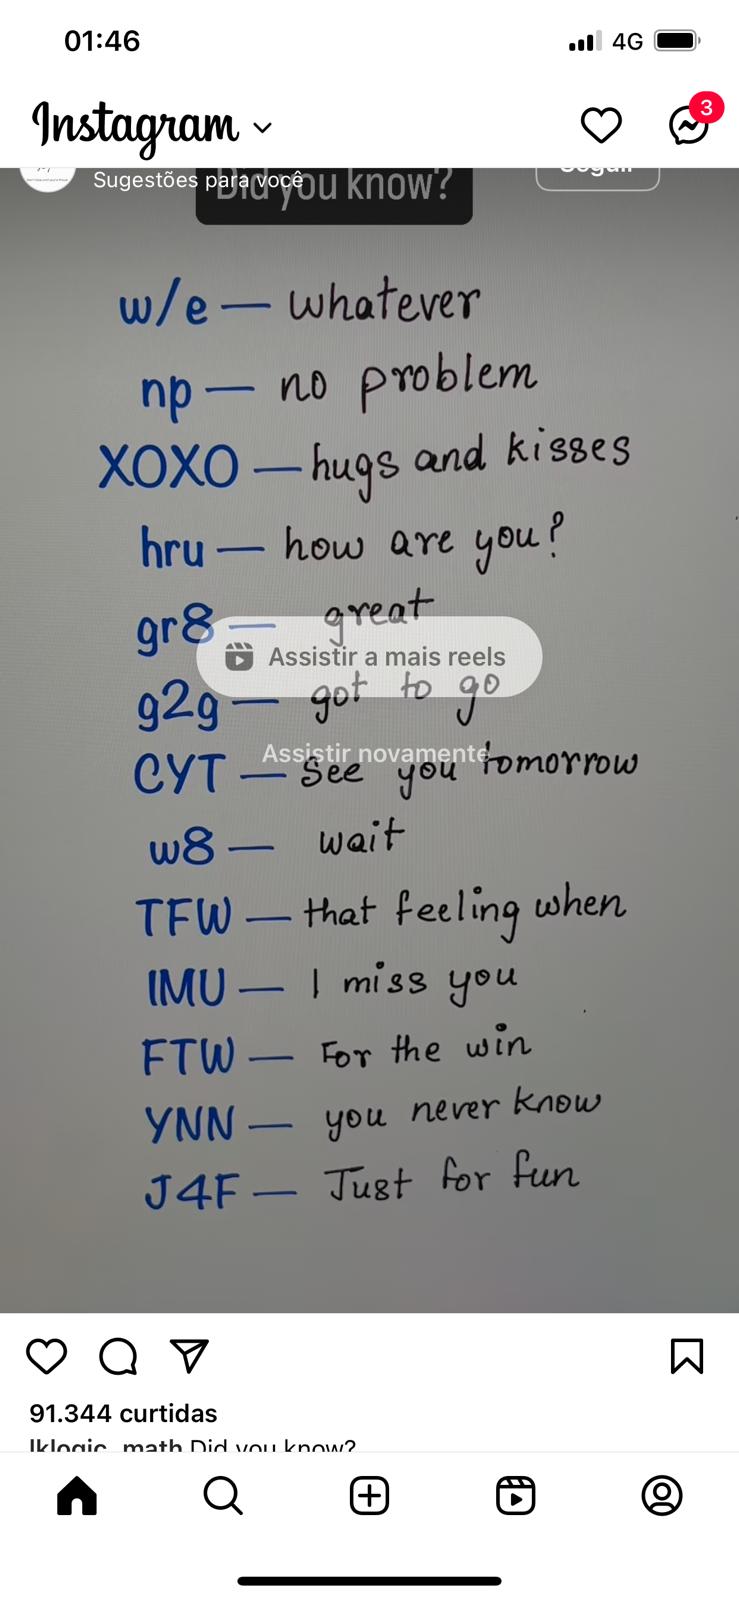 01:46
4G
Instagram
3
Sugestões para você
Did you know?
Seguir
w/e — whatever
np — no problem
XOXO — hugs and kisses
hru — how are you?
gr8 — great
Assistir a mais reels
g2g — got to go
Assistir novamente
CYT — See you tomorrow
w8 — wait
TFW — that feeling when
IMU — I miss you
FTW — For the win
YNN — you never know
J4F — Just for fun
91.344 curtidas
lklogic_math Did you know?